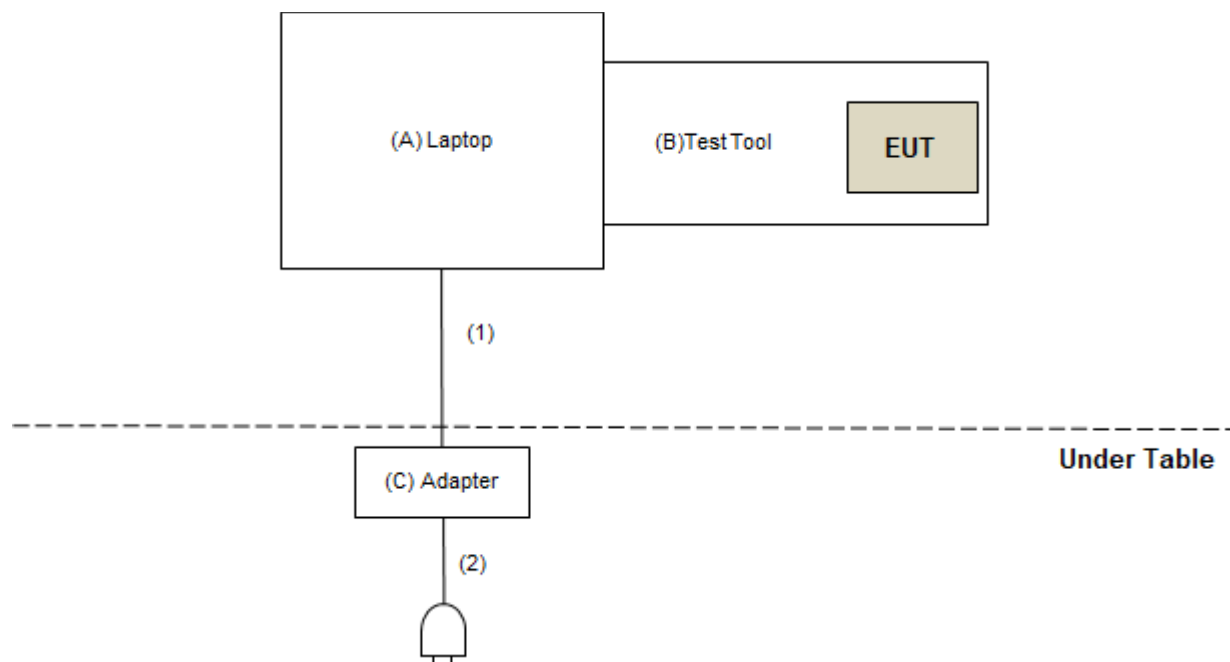 (A) Laptop
(B)Test Tool
EUT
(1)
Under Table
(C) Adapter
(2)